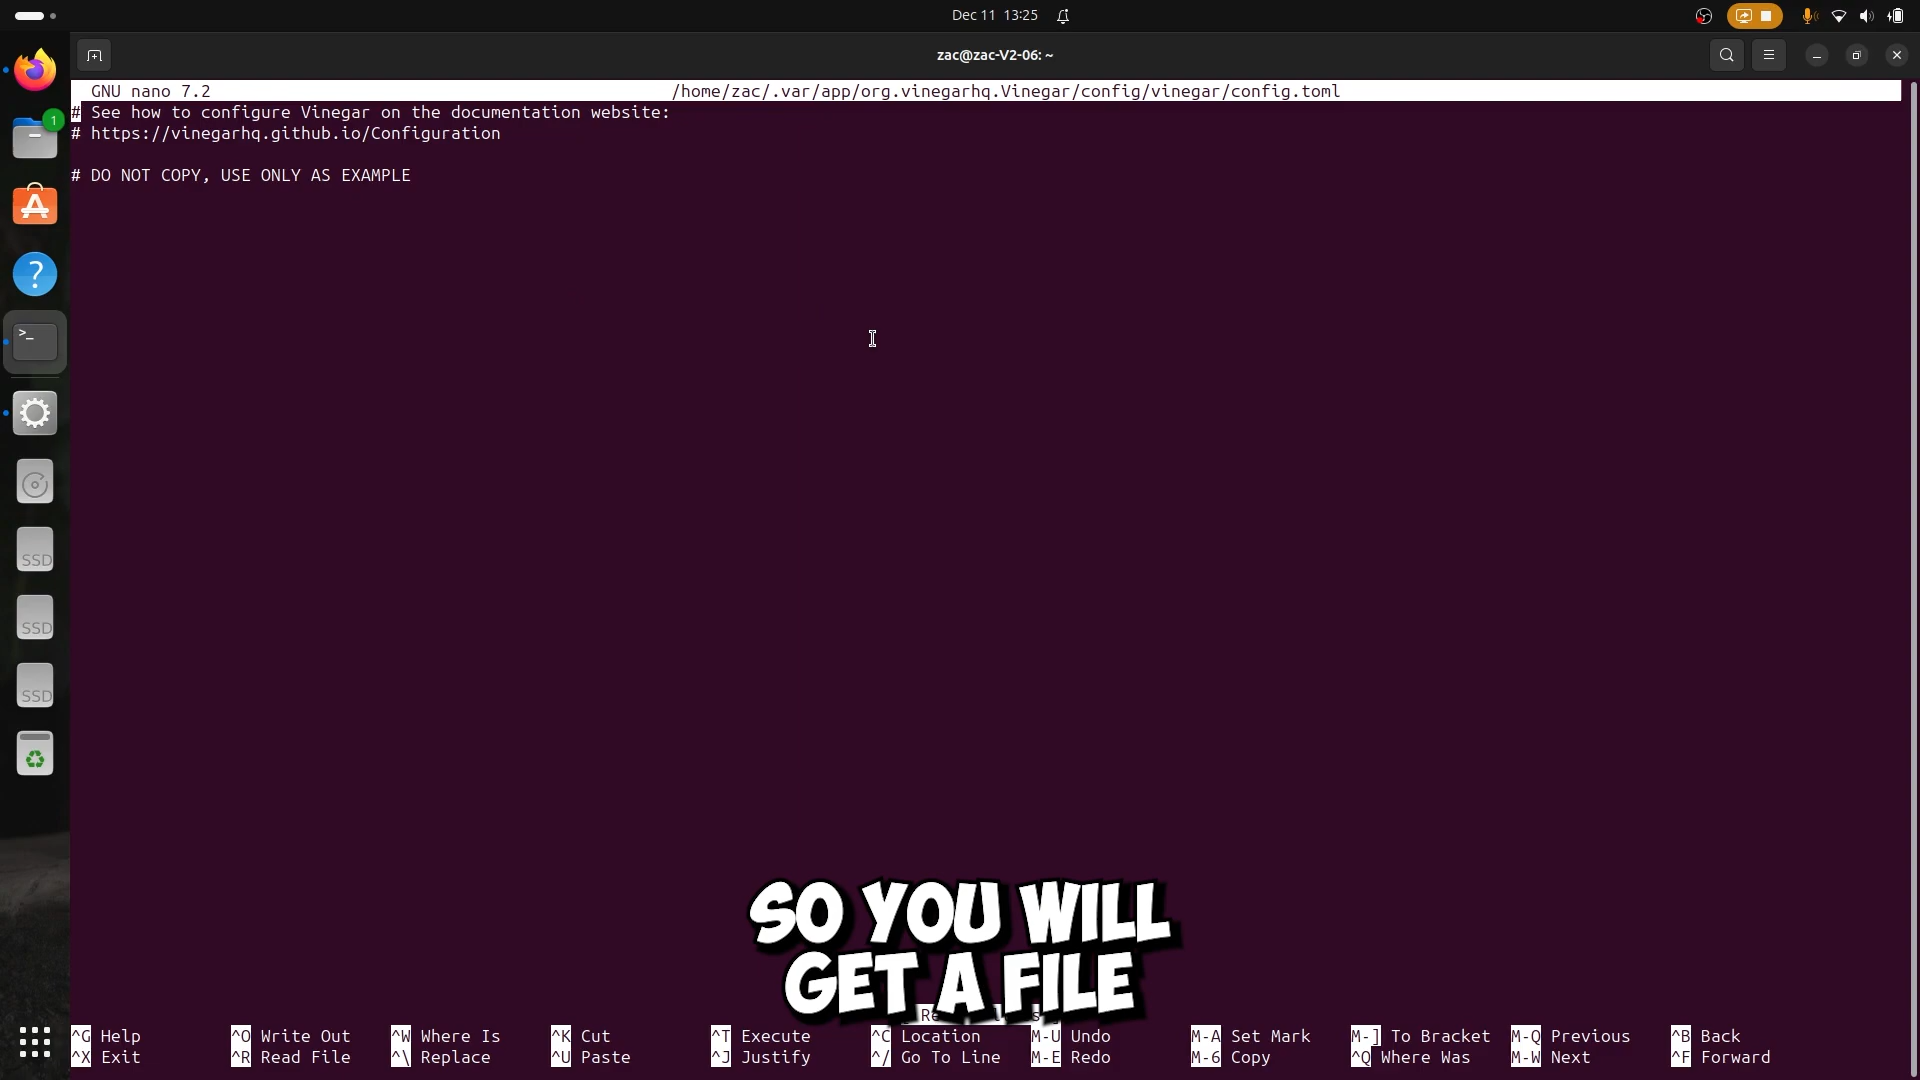 Dec 11 13:25
zac@zac-V2-06: ~
GNU nano 7.2 /home/zac/.var/app/org.vinegarhq.Vinegar/config/vinegar/config.toml
# See how to configure Vinegar on the documentation website:
# https://vinegarhq.github.io/Configuration
# DO NOT COPY, USE ONLY AS EXAMPLE
1
SSD
SSD
SSD
SO YOU WILL
GET A FILE
^G Help ^O Write Out ^W Where Is ^K Cut ^T Execute ^C Location M-U Undo M-A Set Mark M-] To Bracket M-Q Previous ^B Back
^X Exit ^R Read File ^\ Replace ^U Paste ^J Justify ^/ Go To Line M-E Redo M-6 Copy ^Q Where Was M-W Next ^F Forward